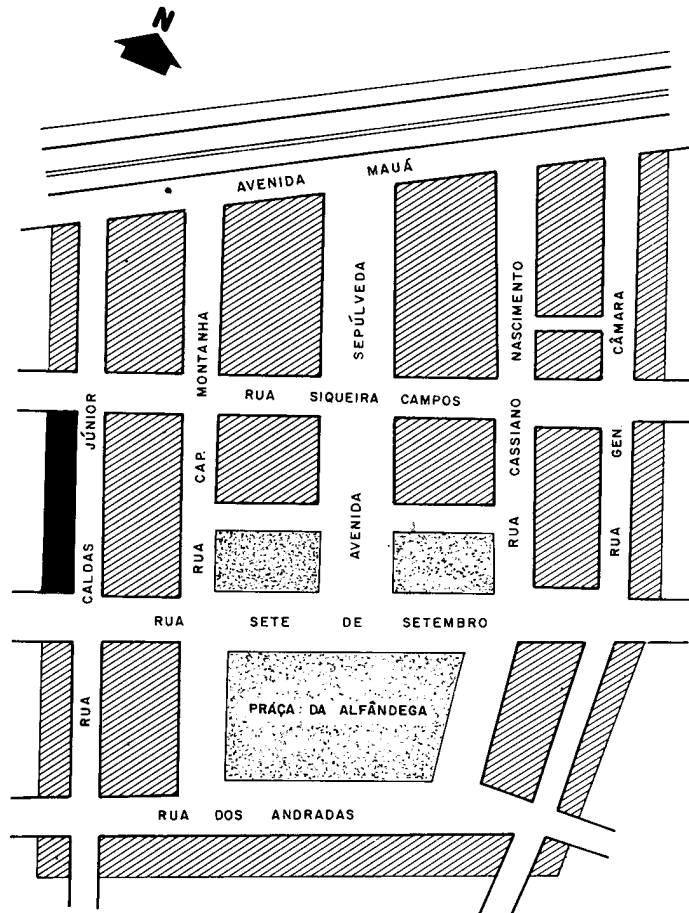 N
AVENIDA MAUÁ
RUA CALDAS JÚNIOR
RUA CAP. MONTANHA
AVENIDA SEPÚLVEDA
RUA CASSIANO NASCIMENTO
RUA GEN. CÂMARA
RUA SIQUEIRA CAMPOS
RUA SETE DE SETEMBRO
PRAÇA DA ALFÂNDEGA
RUA DOS ANDRADAS